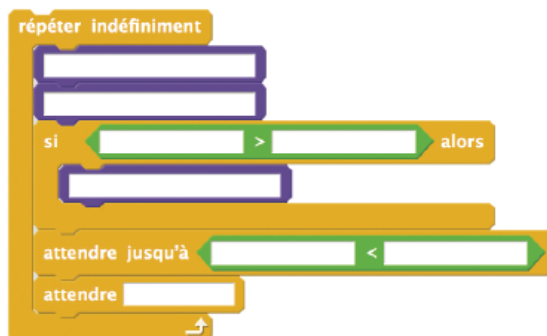 répéter indéfiniment
si > alors
attendre jusqu'à <
attendre